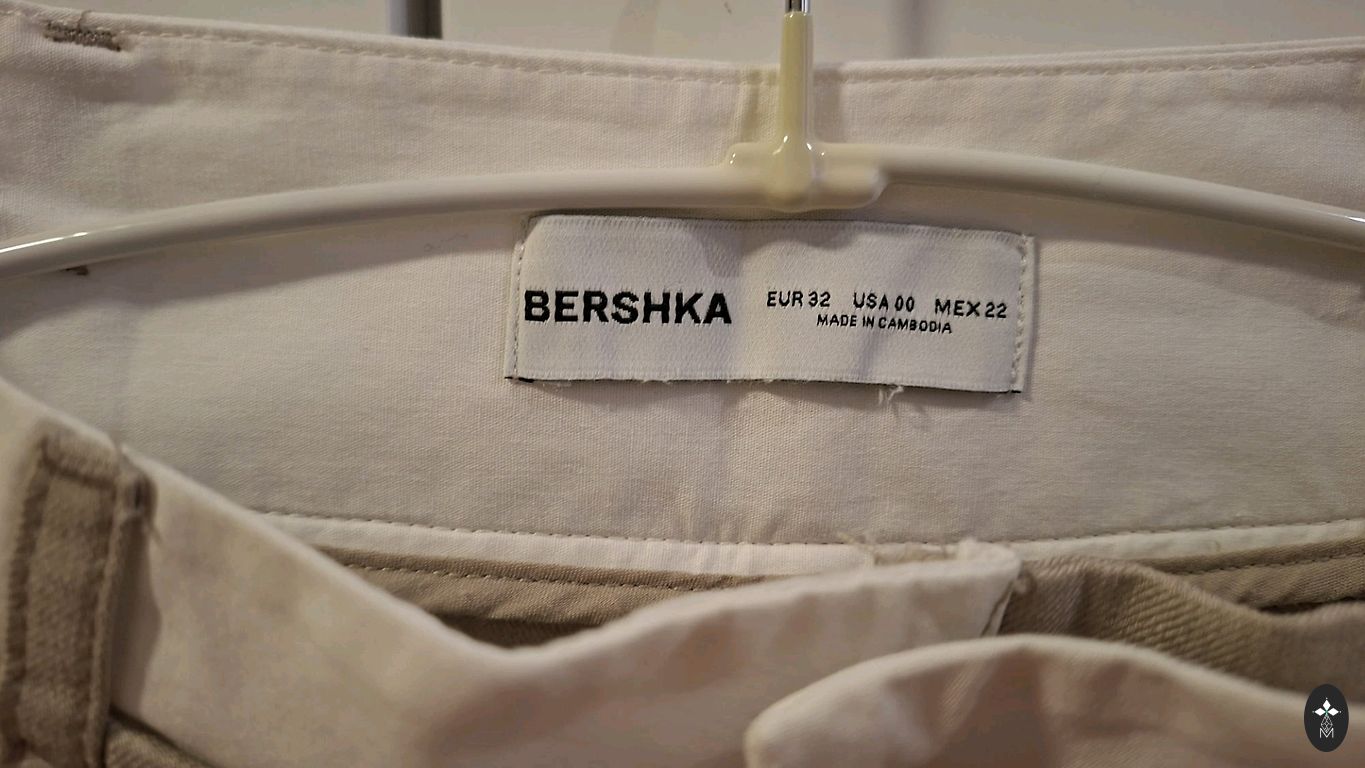 BERSHKA
EUR 32 USA 00 MEX 22
MADE IN CAMBODIA
M